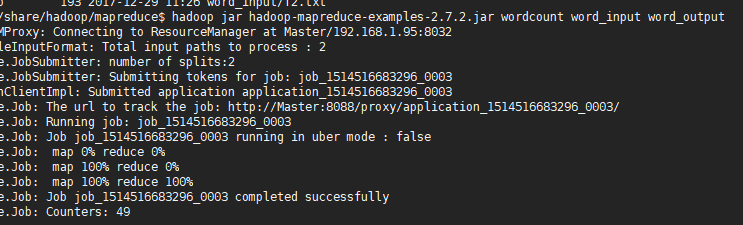 193 2017-12-29 11:26 word_input/f2.txt
/share/hadoop/mapreduce$ hadoop jar hadoop-mapreduce-examples-2.7.2.jar wordcount word_input word_output
MProxy: Connecting to ResourceManager at Master/192.168.1.95:8032
leInputFormat: Total input paths to process : 2
e.JobSubmitter: number of splits:2
e.JobSubmitter: Submitting tokens for job: job_1514516683296_0003
nClientImpl: Submitted application application_1514516683296_0003
e.Job: The url to track the job: http://Master:8088/proxy/application_1514516683296_0003/
e.Job: Running job: job_1514516683296_0003
e.Job: Job job_1514516683296_0003 running in uber mode : false
e.Job:  map 0% reduce 0%
e.Job:  map 100% reduce 0%
e.Job:  map 100% reduce 100%
e.Job: Job job_1514516683296_0003 completed successfully
e.Job: Counters: 49